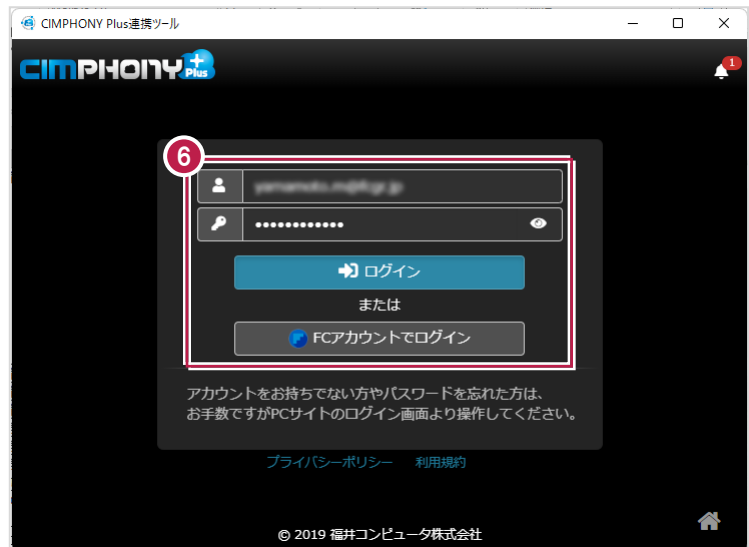 CIMPHONY Plus連携ツール
CIMPHONY Plus
1
6
••••••••••••
ログイン
または
FCアカウントでログイン
アカウントをお持ちでない方やパスワードを忘れた方は、
お手数ですがPCサイトのログイン画面より操作してください。
プライバシーポリシー 利用規約
© 2019 福井コンピュータ株式会社